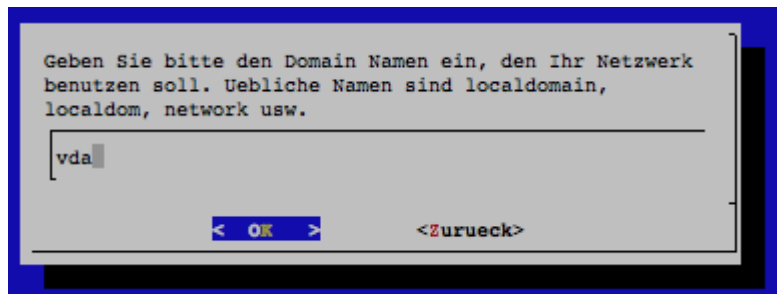 Geben Sie bitte den Domain Namen ein, den Ihr Netzwerk
benutzen soll. Uebliche Namen sind localdomain,
localdom, network usw.
vda
< OK > <Zurueck>